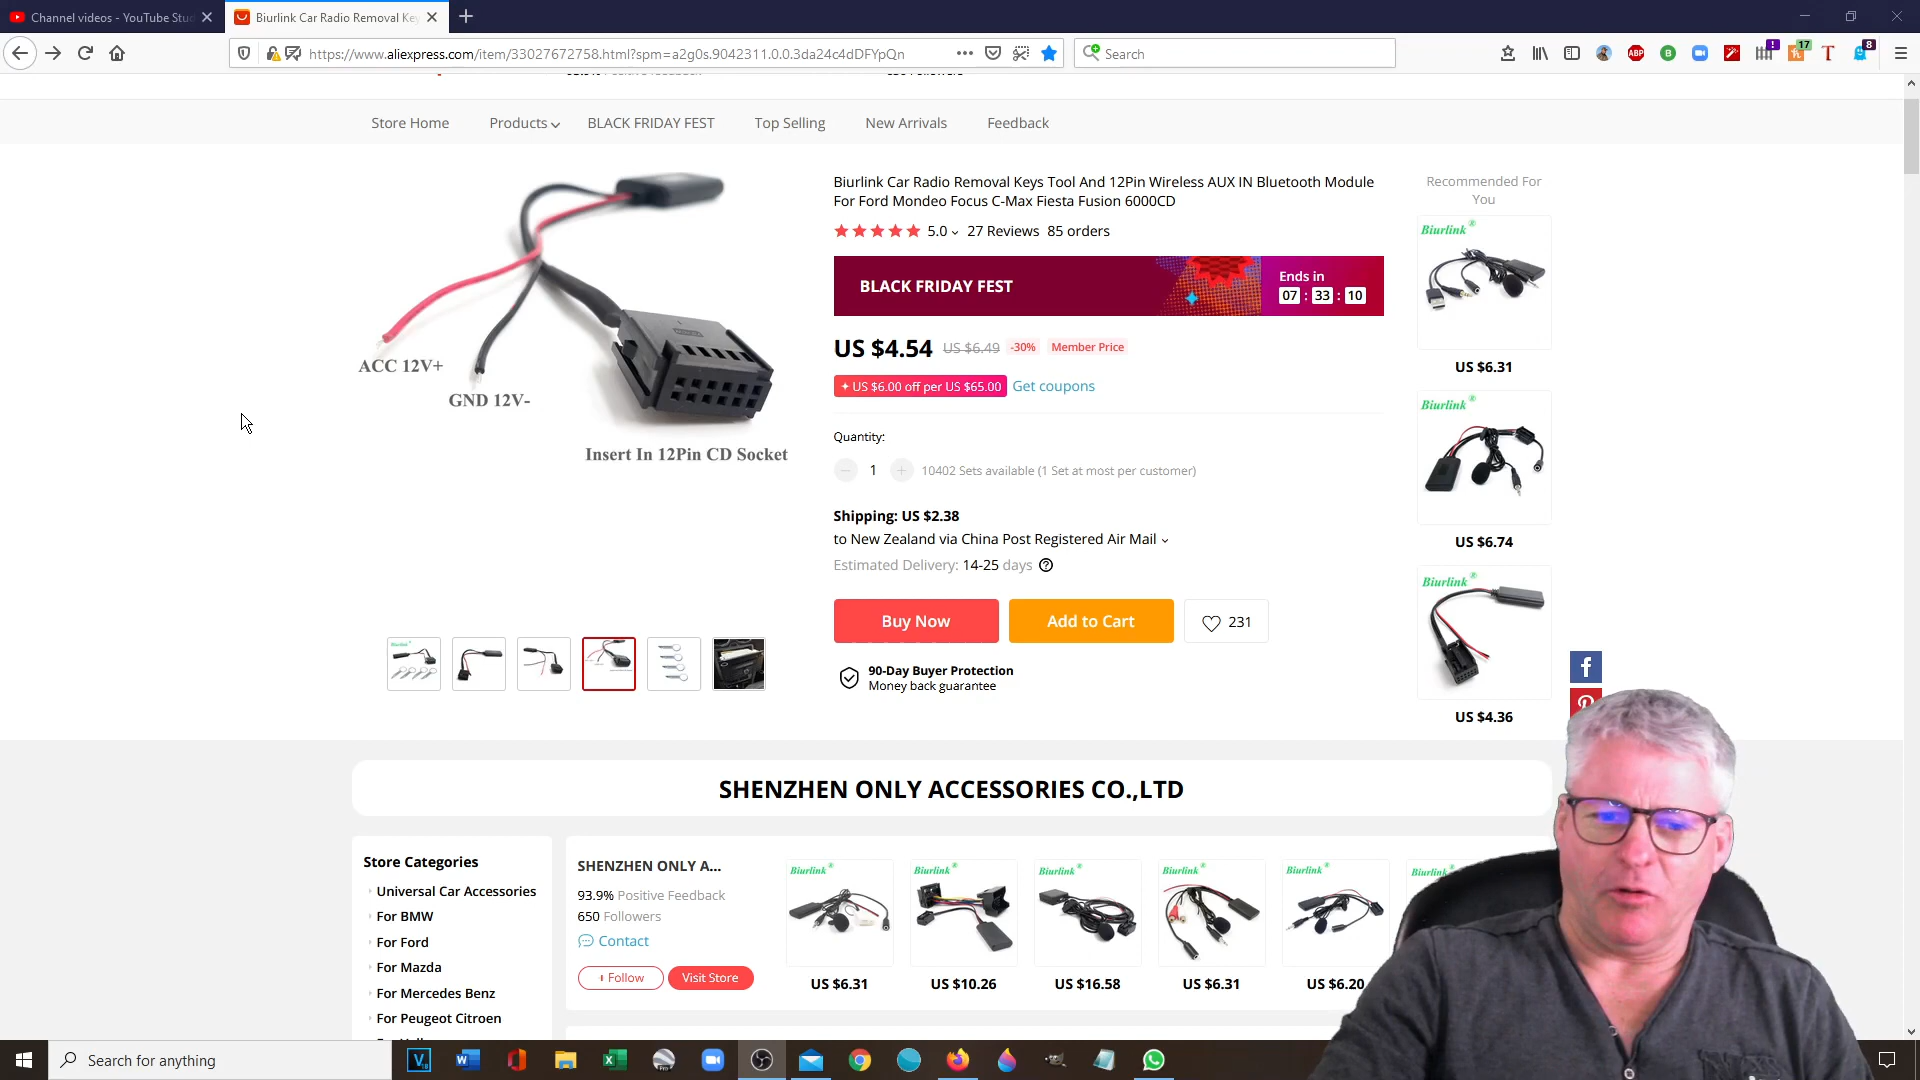 Channel videos - YouTube Stu
Biurlink Car Radio Removal Key
https://www.aliexpress.com/item/33027672758.html?spm=a2g0s.9042311.0.0.3da24c4dDFYpQn
Search
ABP
B
!
17
T
8
Store Home
Products
BLACK FRIDAY FEST
Top Selling
New Arrivals
Feedback
ACC 12V+
GND 12V-
Insert In 12Pin CD Socket
Biurlink Car Radio Removal Keys Tool And 12Pin Wireless AUX IN Bluetooth Module
For Ford Mondeo Focus C-Max Fiesta Fusion 6000CD
5.0 27 Reviews 85 orders
BLACK FRIDAY FEST
Ends in
07 : 33 : 10
US $4.54 US $6.49 -30% Member Price
US $6.00 off per US $65.00 Get coupons
Quantity:
1
10402 Sets available (1 Set at most per customer)
Shipping: US $2.38
to New Zealand via China Post Registered Air Mail
Estimated Delivery: 14-25 days
Buy Now
Add to Cart
231
90-Day Buyer Protection
Money back guarantee
Recommended For
You
Biurlink®
US $6.31
Biurlink®
US $6.74
Biurlink®
US $4.36
SHENZHEN ONLY ACCESSORIES CO.,LTD
Store Categories
Universal Car Accessories
For BMW
For Ford
For Mazda
For Mercedes Benz
For Peugeot Citroen
SHENZHEN ONLY A...
93.9% Positive Feedback
650 Followers
Contact
+ Follow
Visit Store
Biurlink®
US $6.31
Biurlink®
US $10.26
Biurlink®
US $16.58
Biurlink®
US $6.31
Biurlink®
US $6.20
Biurlink
Search for anything